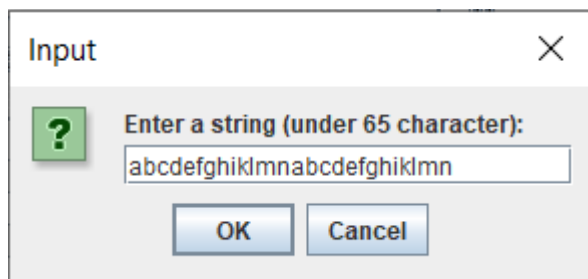 Input
?
Enter a string (under 65 character):
abcdefghiklmnabcdefghiklmn
OK Cancel